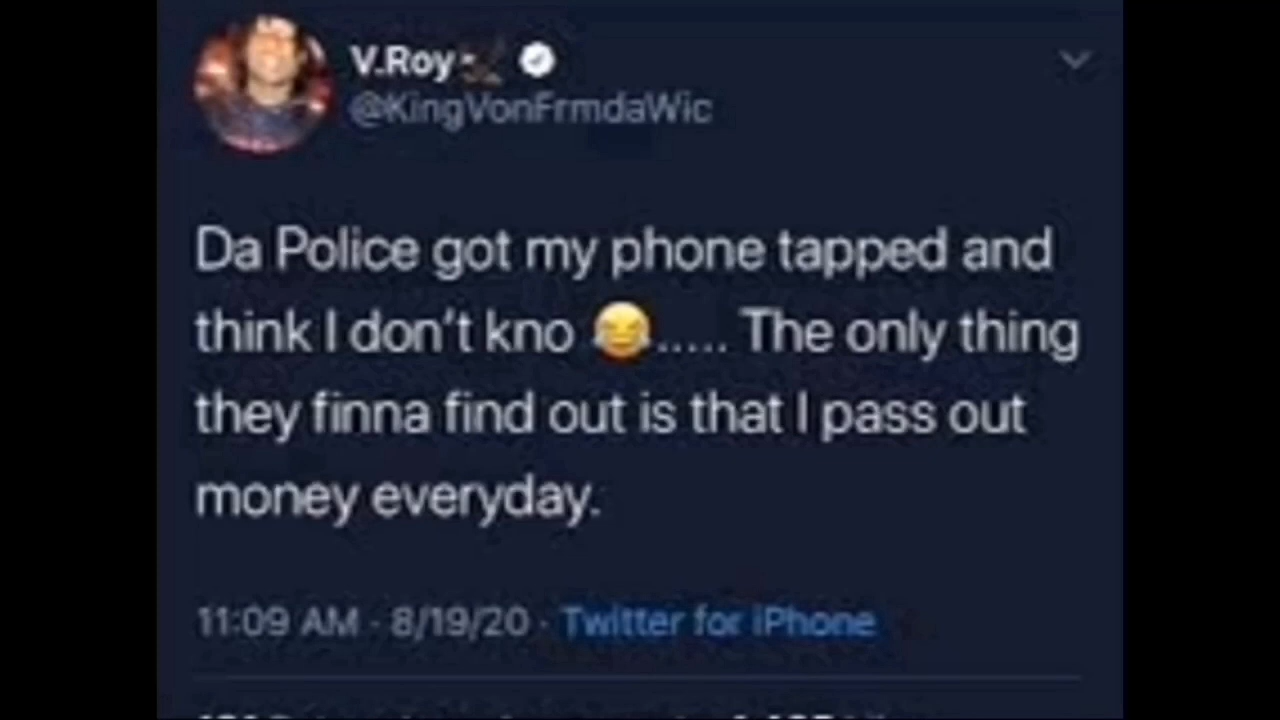 V.Roy
@KingVonFrmdaWic
Da Police got my phone tapped and
think I don't kno 😂..... The only thing
they finna find out is that I pass out
money everyday.
11:09 AM · 8/19/20 · Twitter for iPhone